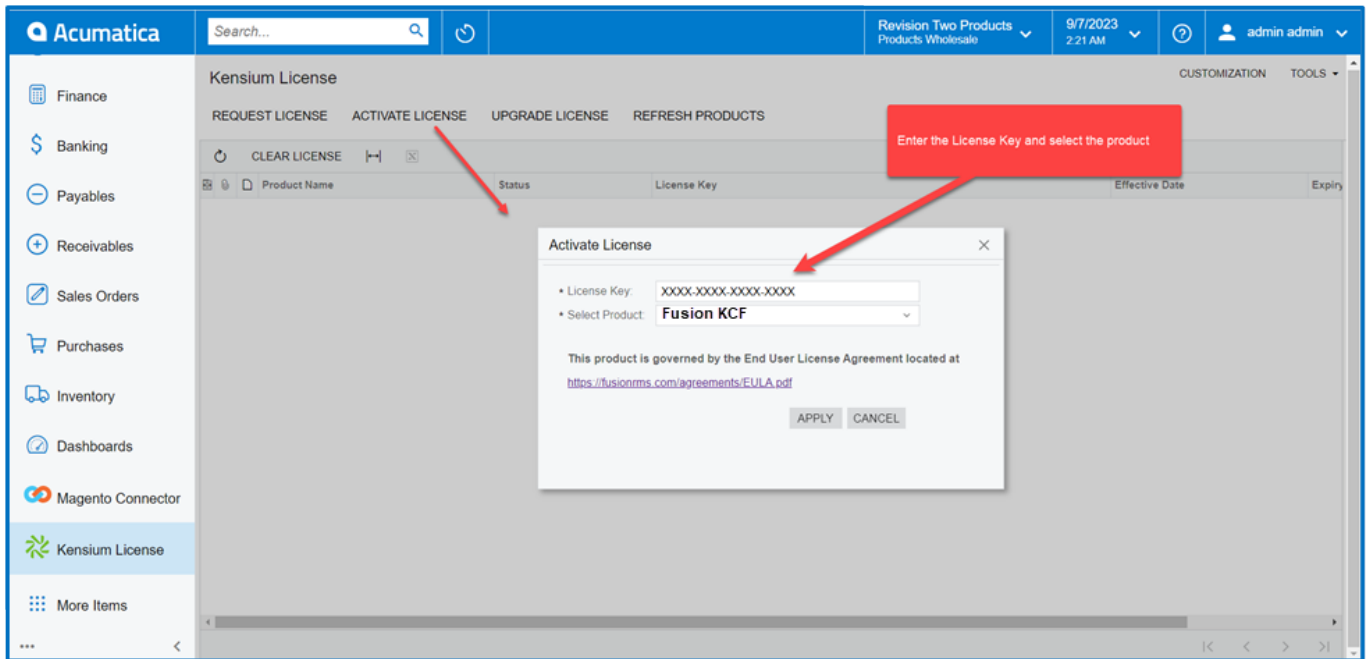 Acumatica
Search...
Revision Two Products
Products Wholesale
9/7/2023
2:21 AM
admin admin
Finance
Banking
Payables
Receivables
Sales Orders
Purchases
Inventory
Dashboards
Magento Connector
Kensium License
More Items
Kensium License
CUSTOMIZATION TOOLS
REQUEST LICENSE ACTIVATE LICENSE UPGRADE LICENSE REFRESH PRODUCTS
Enter the License Key and select the product
CLEAR LICENSE
Product Name Status License Key Effective Date Expiry
Activate License
• License Key: XXXX-XXXX-XXXX-XXXX
• Select Product: Fusion KCF
This product is governed by the End User License Agreement located at
https://fusionrms.com/agreements/EULA.pdf
APPLY CANCEL